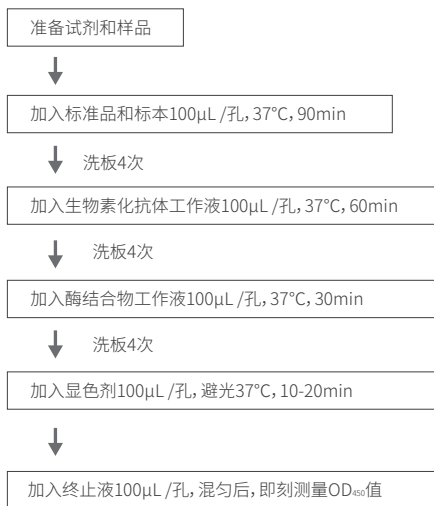 准备试剂和样品
加入标准品和标本100μL /孔, 37℃, 90min
洗板4次
加入生物素化抗体工作液100μL /孔, 37℃, 60min
洗板4次
加入酶结合物工作液100μL /孔, 37℃, 30min
洗板4次
加入显色剂100μL /孔, 避光37℃, 10-20min
加入终止液100μL /孔, 混匀后, 即刻测量OD₄₅₀值